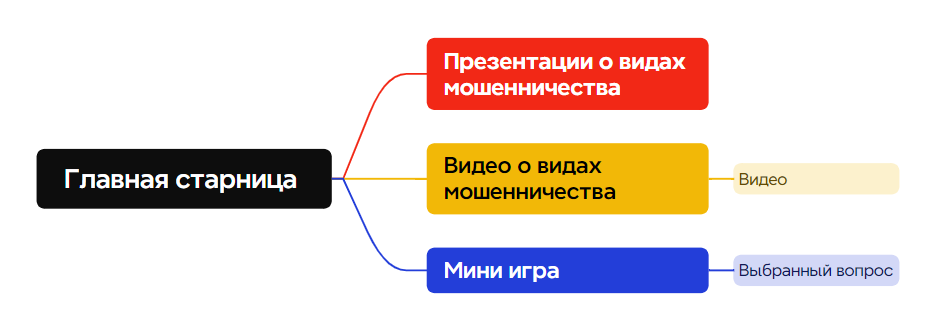 Презентации о видах
мошенничества
Главная старница
Видео о видах
мошенничества
Видео
Мини игра
Выбранный вопрос